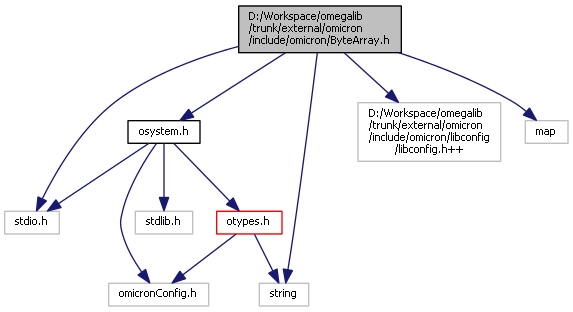 D:/Workspace/omegalib
/trunk/external/omicron
/include/omicron/ByteArray.h
osystem.h
D:/Workspace/omegalib
/trunk/external/omicron
/include/omicron/libconfig
/libconfig.h++
map
stdio.h
stdlib.h
otypes.h
omicronConfig.h
string